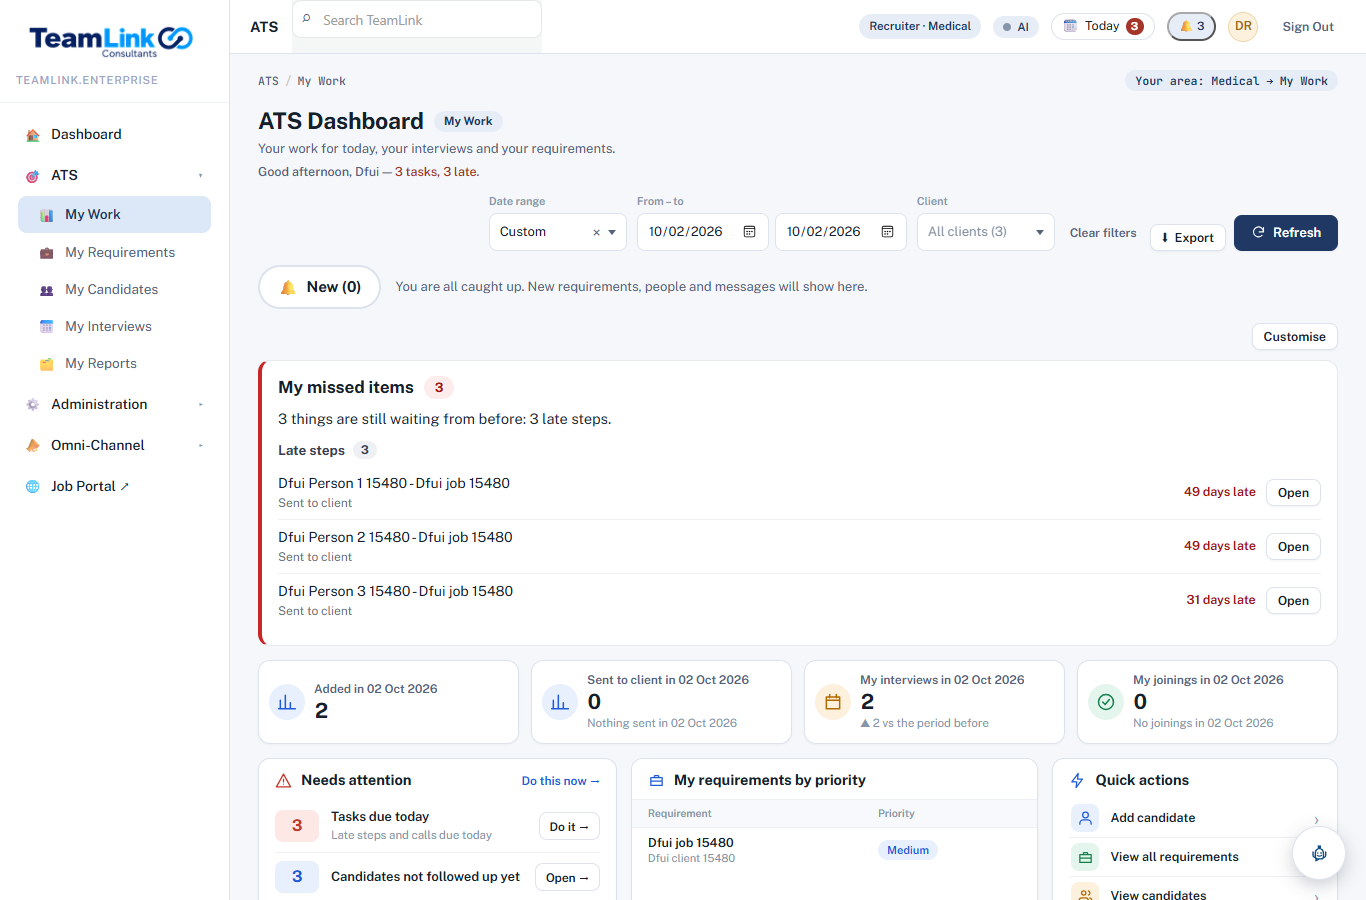 TeamLink
Consultants
TEAMLINK.ENTERPRISE
Dashboard
ATS
My Work
My Requirements
My Candidates
My Interviews
My Reports
Administration
Omni-Channel
Job Portal ↗
ATS
Search TeamLink
Recruiter · Medical
AI
Today 3
3
DR
Sign Out
ATS / My Work
Your area: Medical → My Work
ATS Dashboard
My Work
Your work for today, your interviews and your requirements.
Good afternoon, Dfui — 3 tasks, 3 late.
Date range
From – to
Client
Custom
×
10/02/2026
10/02/2026
All clients (3)
Clear filters
⬇ Export
Refresh
New (0)
You are all caught up. New requirements, people and messages will show here.
Customise
My missed items 3
3 things are still waiting from before: 3 late steps.
Late steps 3
Dfui Person 1 15480 - Dfui job 15480
Sent to client
49 days late
Open
Dfui Person 2 15480 - Dfui job 15480
Sent to client
49 days late
Open
Dfui Person 3 15480 - Dfui job 15480
Sent to client
31 days late
Open
Added in 02 Oct 2026
2
Sent to client in 02 Oct 2026
0
Nothing sent in 02 Oct 2026
My interviews in 02 Oct 2026
2
▲ 2 vs the period before
My joinings in 02 Oct 2026
0
No joinings in 02 Oct 2026
Needs attention
Do this now →
3
Tasks due today
Late steps and calls due today
Do it →
3
Candidates not followed up yet
Open →
My requirements by priority
Requirement
Priority
Dfui job 15480
Dfui client 15480
Medium
Quick actions
Add candidate
View all requirements
View candidates